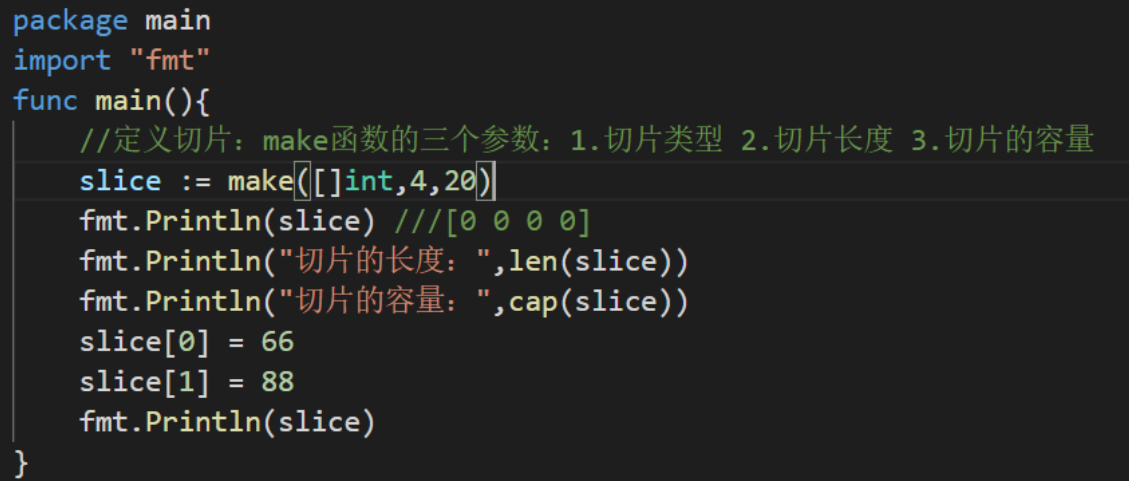 package main
import "fmt"
func main(){
    //定义切片：make函数的三个参数：1.切片类型 2.切片长度 3.切片的容量
    slice := make([]int,4,20)
    fmt.Println(slice) ///[0 0 0 0]
    fmt.Println("切片的长度：",len(slice))
    fmt.Println("切片的容量：",cap(slice))
    slice[0] = 66
    slice[1] = 88
    fmt.Println(slice)
}